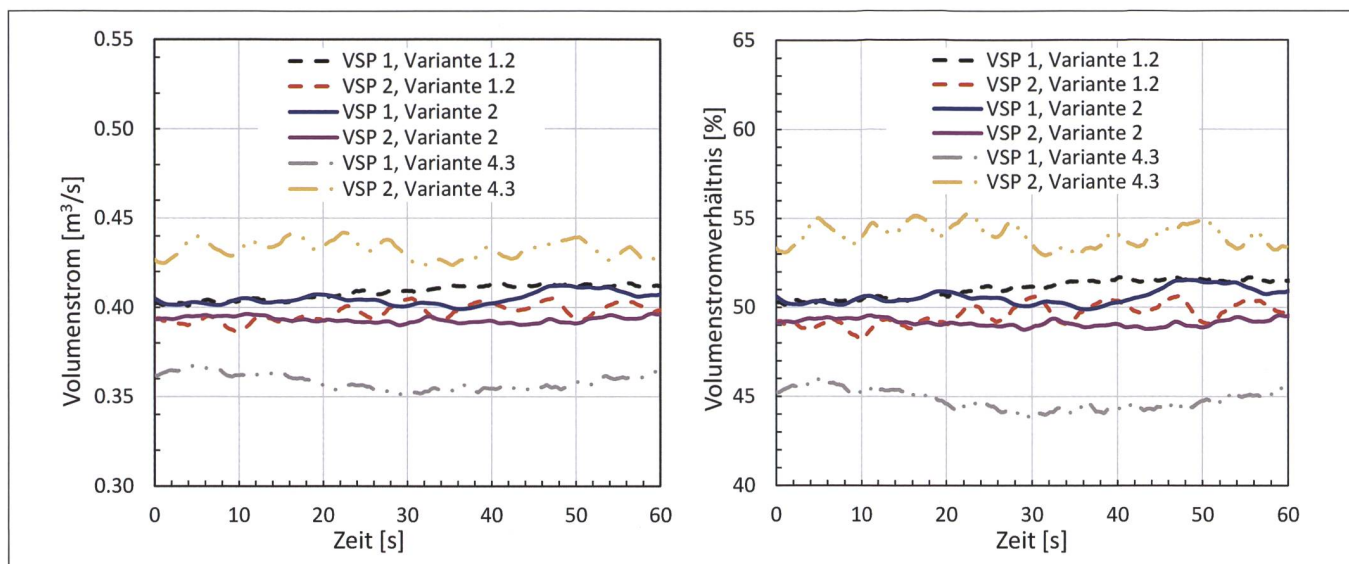 0.55
0.50
0.45
0.40
0.35
0.30
Volumenstrom [m³/s]
VSP 1, Variante 1.2
VSP 2, Variante 1.2
VSP 1, Variante 2
VSP 2, Variante 2
VSP 1, Variante 4.3
VSP 2, Variante 4.3
0 10 20 30 40 50 60
Zeit [s]
65
60
55
50
45
40
Volumenstromverhältnis [%]
VSP 1, Variante 1.2
VSP 2, Variante 1.2
VSP 1, Variante 2
VSP 2, Variante 2
VSP 1, Variante 4.3
VSP 2, Variante 4.3
0 10 20 30 40 50 60
Zeit [s]